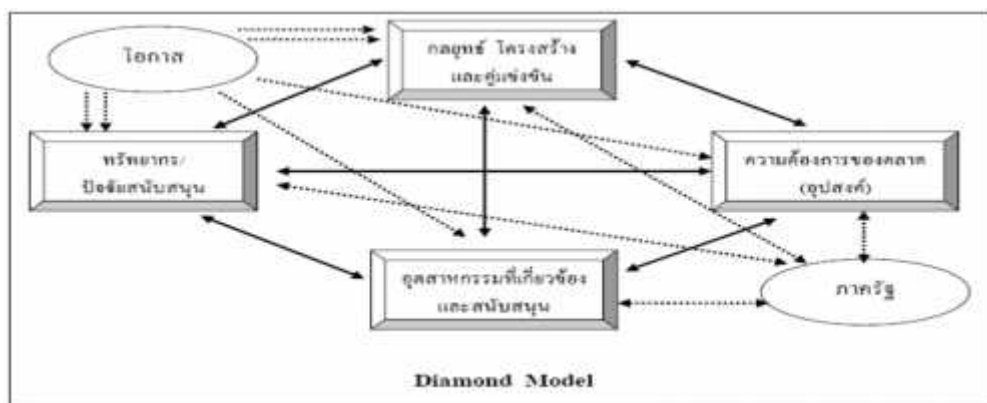 โอกาส
กลยุทธ์ โครงสร้าง
และคู่แข่งขัน
ทรัพยากร/
ปัจจัยสนับสนุน
ความต้องการของตลาด
(อุปสงค์)
อุตสาหกรรมที่เกี่ยวข้อง
และสนับสนุน
ภาครัฐ
Diamond Model